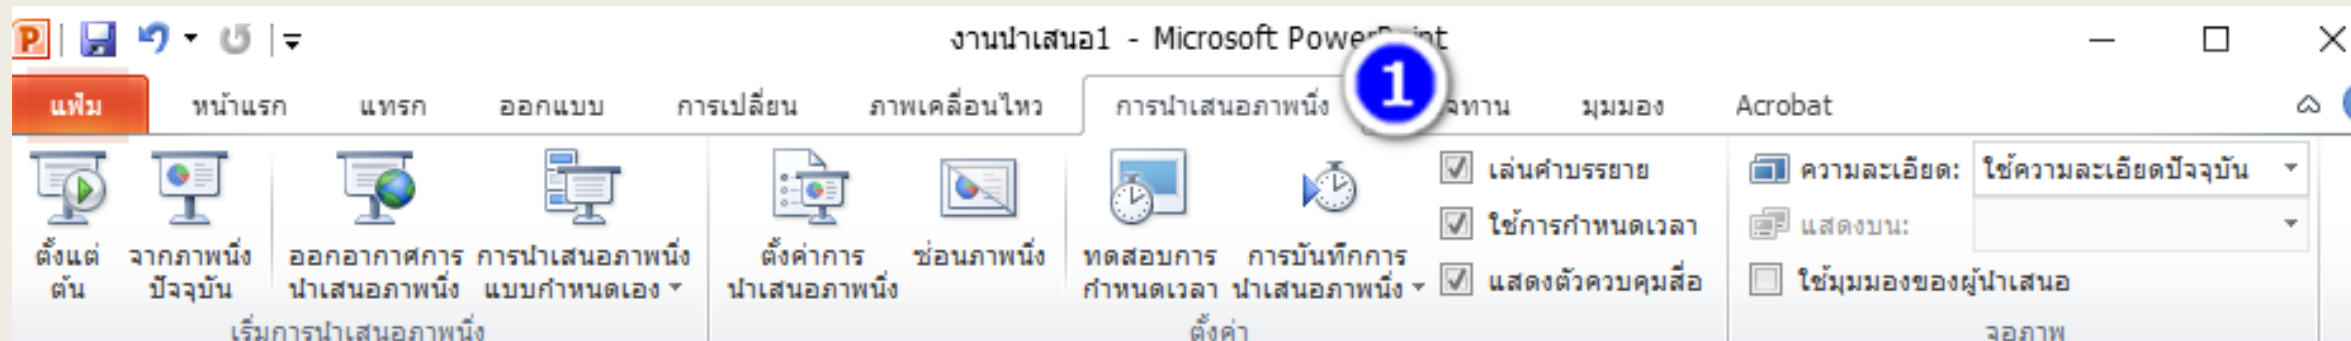 งานนำเสนอ1 - Microsoft PowerPoint
1
แฟ้ม หน้าแรก แทรก ออกแบบ การเปลี่ยน ภาพเคลื่อนไหว การนำเสนอภาพนิ่ง มุมมอง Acrobat
ตั้งแต่ต้น
จากภาพนิ่งปัจจุบัน
ออกอากาศการ
นำเสนอภาพนิ่ง
การนำเสนอภาพนิ่ง
แบบกำหนดเอง
เริ่มการนำเสนอภาพนิ่ง
ตั้งค่าการ
นำเสนอภาพนิ่ง
ซ่อนภาพนิ่ง
ทดสอบการ
กำหนดเวลา
การบันทึกการ
นำเสนอภาพนิ่ง
เล่นคำบรรยาย
ใช้การกำหนดเวลา
แสดงตัวควบคุมสื่อ
ตั้งค่า
ความละเอียด: ใช้ความละเอียดปัจจุบัน
แสดงบน:
ใช้มุมมองของผู้นำเสนอ
จอภาพ